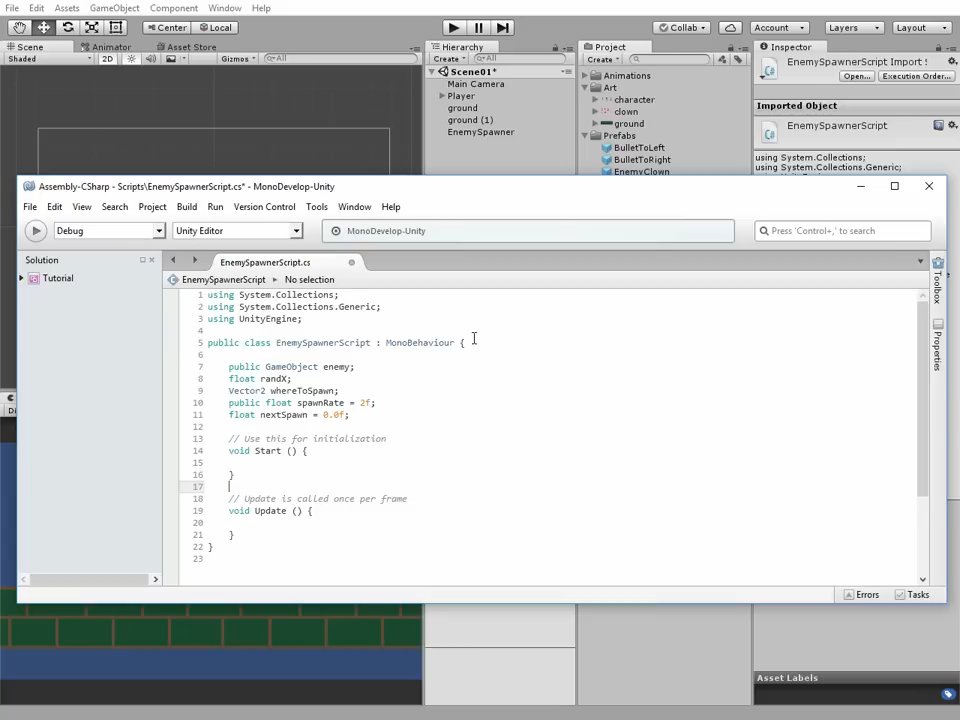 File Edit Assets GameObject Component Window Help
Center Local Collab Account Layers Layout
Scene Animator Asset Store Hierarchy Project Inspector
Shaded 2D Gizmos All Create All Create
EnemySpawnerScript Import S
Open... Execution Order...
Scene01*
Main Camera
Player
ground
ground (1)
EnemySpawner
Animations
Art
character
clown
ground
Prefabs
BulletToLeft
BulletToRight
EnemyClown
Imported Object
EnemySpawnerScript
using System.Collections;
using System.Collections.Generic;
Assembly-CSharp - Scripts\EnemySpawnerScript.cs* - MonoDevelop-Unity
File Edit View Search Project Build Run Version Control Tools Window Help
Debug Unity Editor MonoDevelop-Unity Press 'Control+,' to search
Solution
Tutorial
EnemySpawnerScript.cs
EnemySpawnerScript No selection
1 using System.Collections;
2 using System.Collections.Generic;
3 using UnityEngine;
4
5 public class EnemySpawnerScript : MonoBehaviour {
6
7 public GameObject enemy;
8 float randX;
9 Vector2 whereToSpawn;
10 public float spawnRate = 2f;
11 float nextSpawn = 0.0f;
12
13 // Use this for initialization
14 void Start () {
15
16 }
17
18 // Update is called once per frame
19 void Update () {
20
21 }
22 }
23
Toolbox
Properties
Errors Tasks
Asset Labels